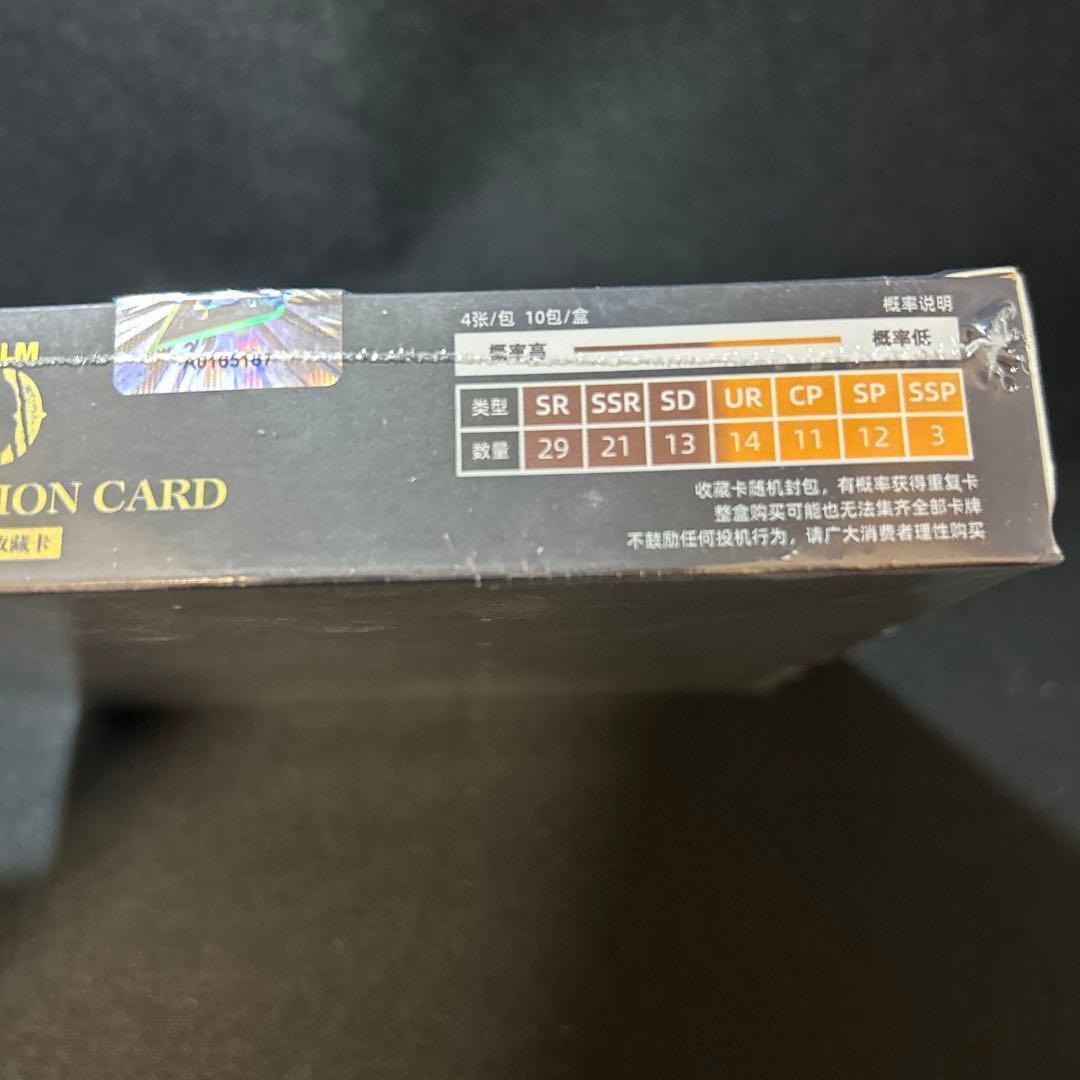 LM
A0165167
ION CARD
收藏卡
4张/包 10包/盒
概率说明
概率高 概率低
类型 SR SSR SD UR CP SP SSP
数量 29 21 13 14 11 12 3
收藏卡随机封包，有概率获得重复卡
整盒购买可能也无法集齐全部卡牌
不鼓励任何投机行为，请广大消费者理性购买